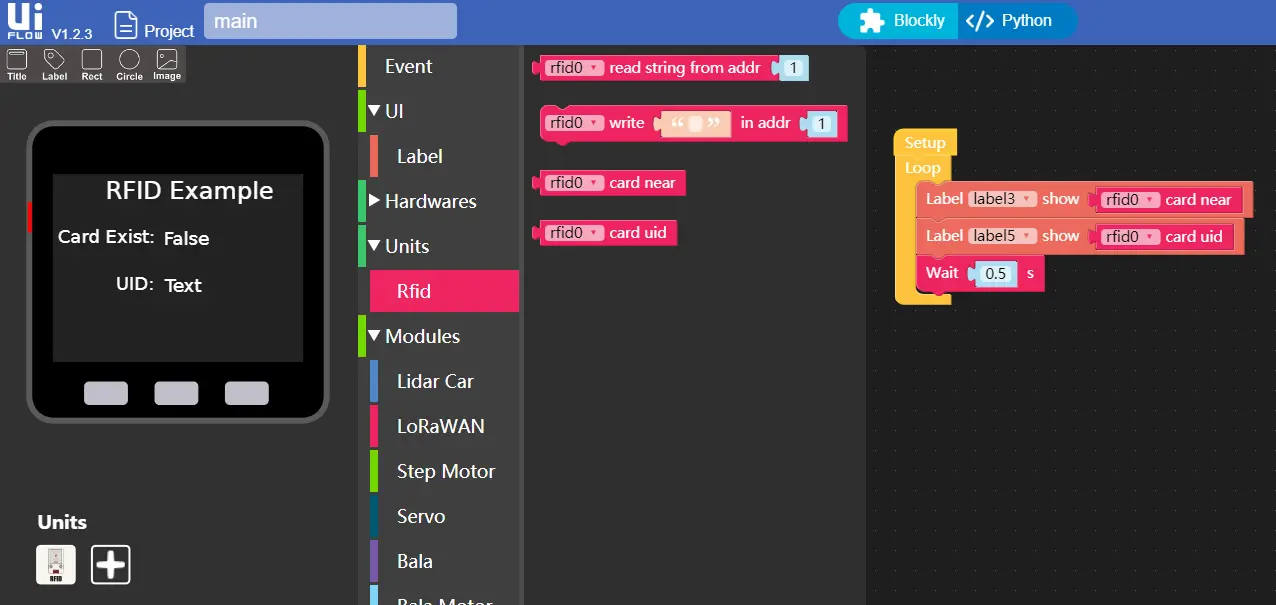 Ui
FLOW V1.2.3
Project
main
Blockly
</> Python
Title Label Rect Circle Image
RFID Example
Card Exist: False
UID: Text
Units
RFID
Event
UI
Label
Hardwares
Units
Rfid
Modules
Lidar Car
LoRaWAN
Step Motor
Servo
Bala
Bala Motor
rfid0 read string from addr 1
rfid0 write “ ” in addr 1
rfid0 card near
rfid0 card uid
Setup
Loop
Label label3 show rfid0 card near
Label label5 show rfid0 card uid
Wait 0.5 s